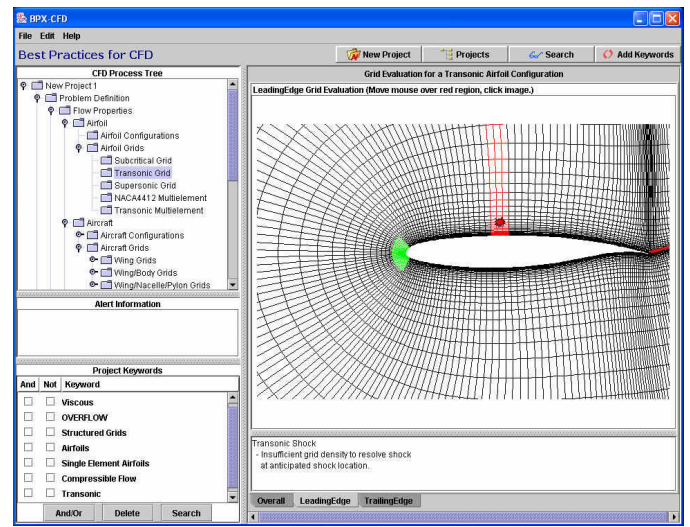 BPX-CFD
File Edit Help
Best Practices for CFD
New Project
Projects
Search
Add Keywords
CFD Process Tree
New Project 1
Problem Definition
Flow Properties
Airfoil
Airfoil Configurations
Airfoil Grids
Subcritical Grid
Transonic Grid
Supersonic Grid
NACA4412 Multielement
Transonic Multielement
Aircraft
Aircraft Configurations
Aircraft Grids
Wing Grids
Wing/Body Grids
Wing/Nacelle/Pylon Grids
Alert Information
Project Keywords
And Not Keyword
Viscous
OVERFLOW
Structured Grids
Airfoils
Single Element Airfoils
Compressible Flow
Transonic
And/Or Delete Search
Grid Evaluation for a Transonic Airfoil Configuration
LeadingEdge Grid Evaluation (Move mouse over red region, click image.)
Transonic Shock
- Insufficient grid density to resolve shock
at anticipated shock location.
Overall LeadingEdge TrailingEdge